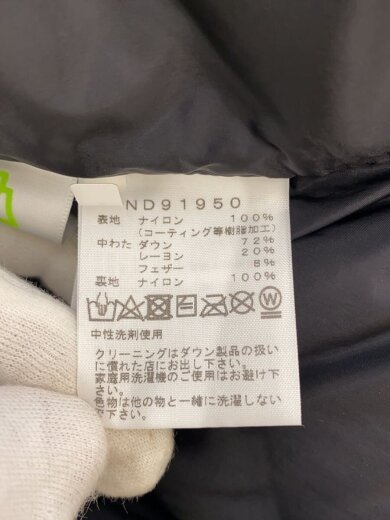 ND91950
表地 ナイロン 100%
(コーティング等樹脂加工)
中わた ダウン 72%
レーヨン 20%
フェザー 8%
裏地 ナイロン 100%
W
中性洗剤使用
クリーニングはダウン製品の扱い
に慣れた店にお出し下さい。
家庭用洗濯機のご使用はお避け下
さい。
色物は他の物と一緒に洗濯しない
で下さい。